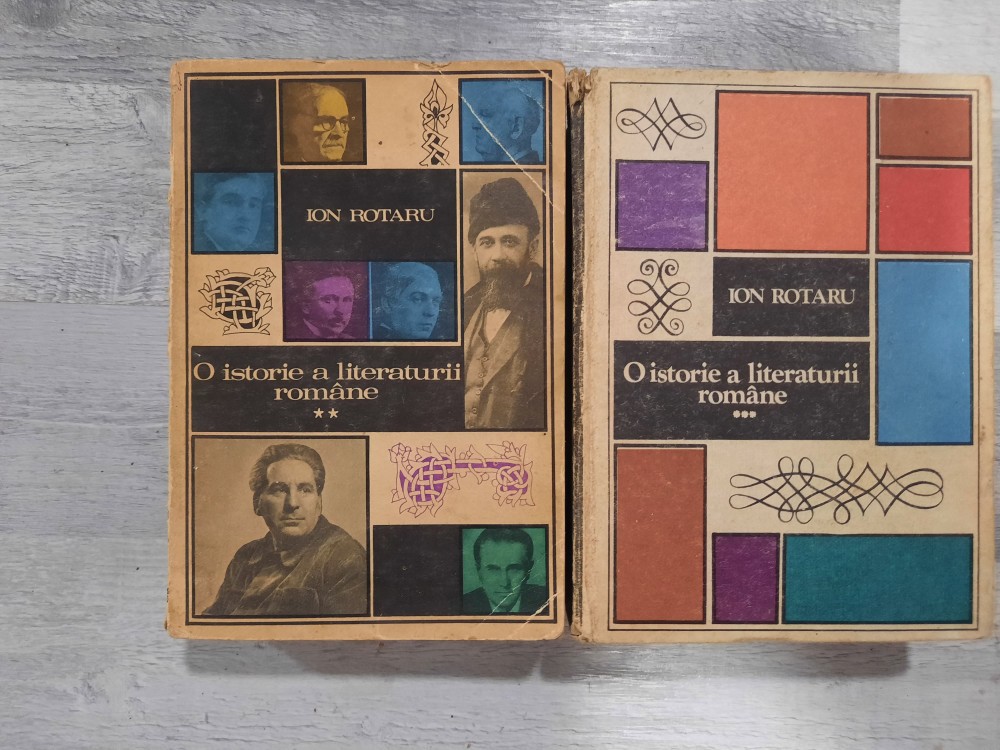 ION ROTARU
O istorie a literaturii
române
**
ION ROTARU
O istorie a literaturii
române
***